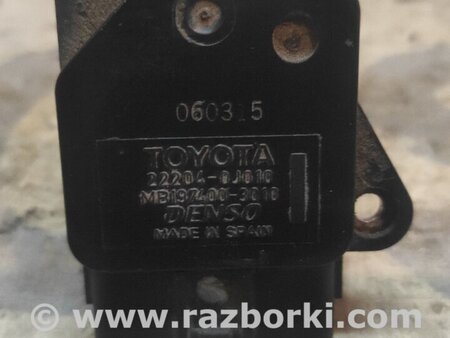 060315
TOYOTA
22204-0J010
MB197400-3010
DENSO
MADE IN SPAIN
© www.razborki.com